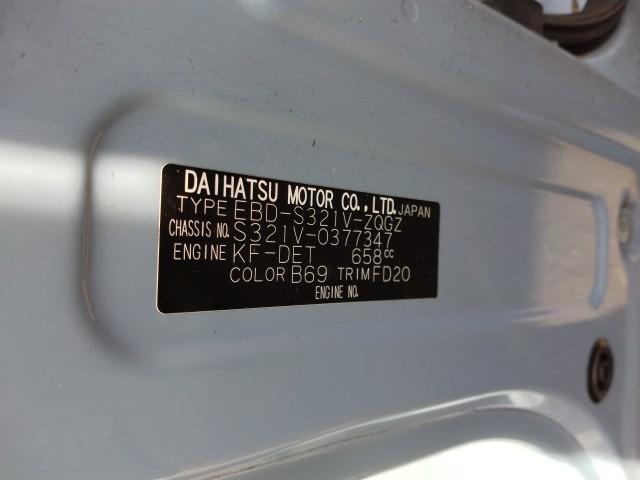 DAIHATSU MOTOR CO.,LTD.JAPAN
TYPE EBD-S321V-ZQGZ
CHASSIS NO. S321V-0377347
ENGINE KF-DET 658cc
COLOR B69 TRIM FD20
ENGINE NO.